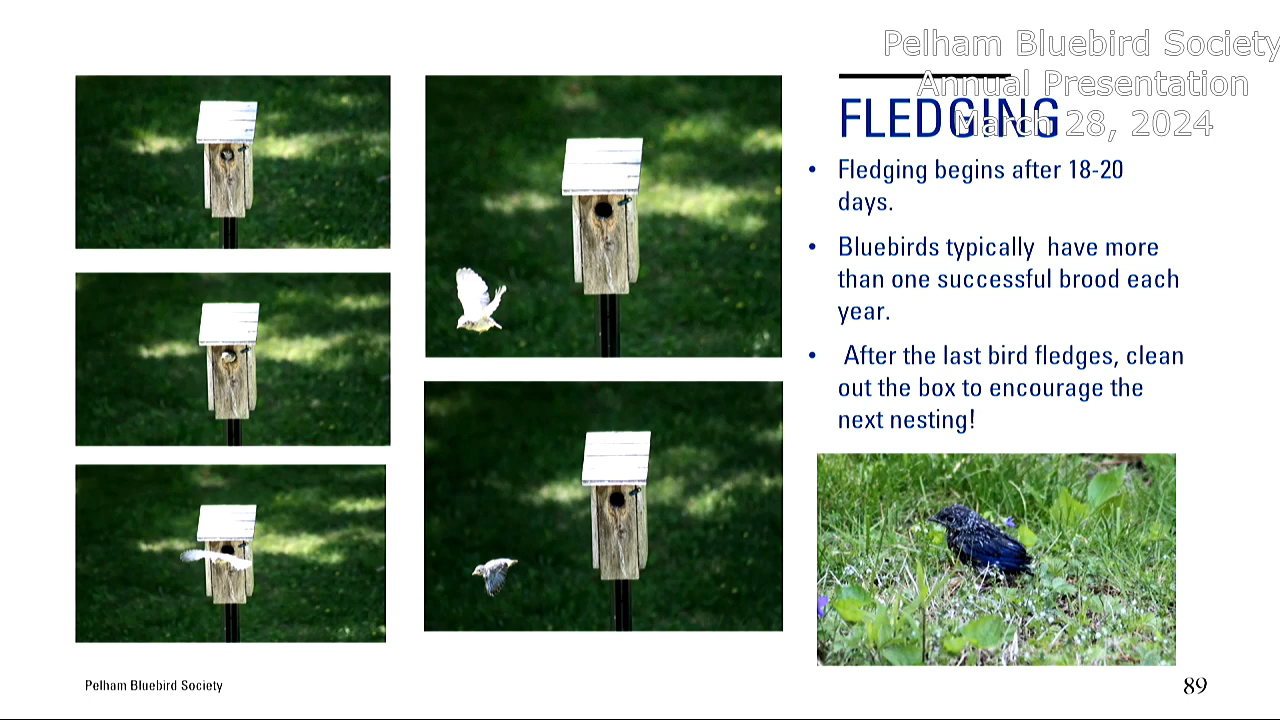 Pelham Bluebird Society
Annual Presentation
March 28, 2024
FLEDGING
• Fledging begins after 18-20
days.
• Bluebirds typically have more
than one successful brood each
year.
• After the last bird fledges, clean
out the box to encourage the
next nesting!
Pelham Bluebird Society
89